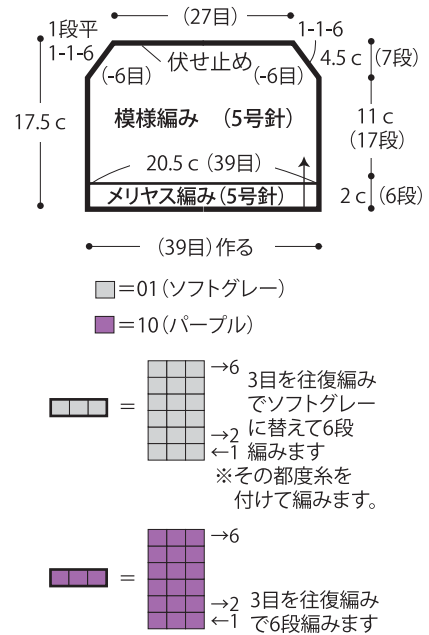 (27目)
1段平
1-1-6
(-6目)
伏せ止め
(-6目)
1-1-6
4.5c (7段)
17.5c
模様編み (5号針)
11c
(17段)
20.5c (39目)
メリヤス編み(5号針)
2c (6段)
(39目)作る
=01(ソフトグレー)
=10(パープル)
=
→6
→2
←1
3目を往復編み
でソフトグレー
に替えて6段
編みます
※その都度糸を
付けて編みます。
=
→6
→2
←1
3目を往復編み
で6段編みます